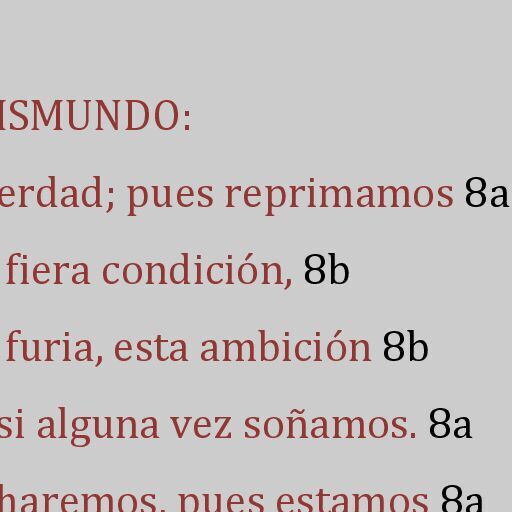 ISMUNDO:
erdad; pues reprimamos 8a
fiera condición, 8b
furia, esta ambición 8b
si alguna vez soñamos. 8a
haremos, pues estamos 8a